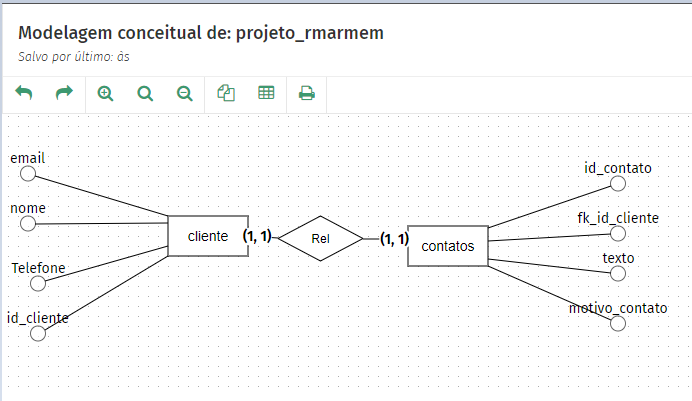 Modelagem conceitual de: projeto_rmarmem
Salvo por último: às
email
nome
Telefone
id_cliente
cliente
(1, 1)
Rel
(1, 1)
contatos
id_contato
fk_id_cliente
texto
motivo_contato